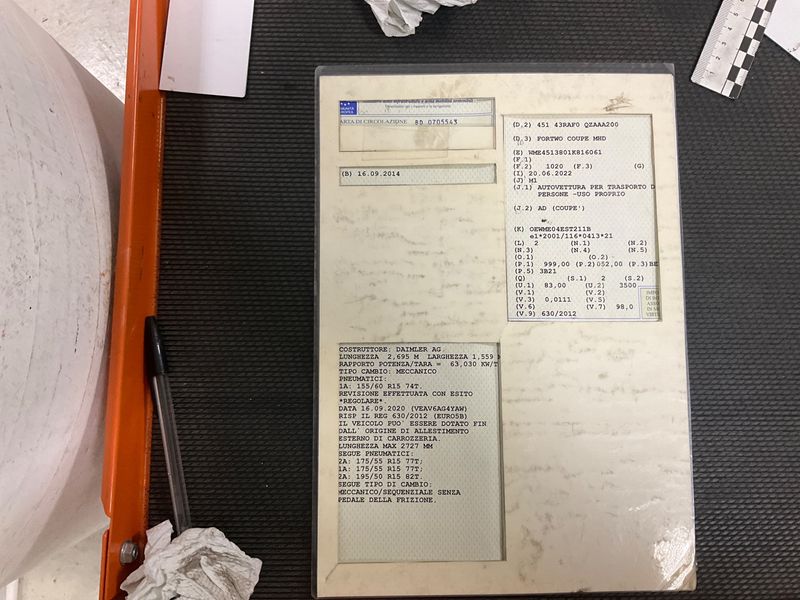 CARTA DI CIRCOLAZIONE 8D 0705543
(B) 16.09.2014
(D.2) 451 43RAF0 QZAAA200
(D.3) FORTWO COUPE MHD
(E) WME4513801K816061
(F.1)
(F.2) 1020 (F.3) (G)
(I) 20.06.2022
(J) M1
(J.1) AUTOVETTURA PER TRASPORTO D
PERSONE -USO PROPRIO
(J.2) AD (COUPE')
(K) OEWME04EST211B
e1*2001/116*0413*21
(L) 2 (N.1) (N.2)
(N.3) (N.4) (N.5)
(O.1) (O.2)
(P.1) 999,00 (P.2)052,00 (P.3)BE
(P.5) 3B21
(Q) (S.1) 2 (S.2)
(U.1) 83,00 (U.2) 3500
(V.1) (V.2)
(V.3) 0,0111 (V.5)
(V.6) (V.7) 98,0
(V.9) 630/2012
COSTRUTTORE: DAIMLER AG
LUNGHEZZA 2,695 M LARGHEZZA 1,559 M
RAPPORTO POTENZA/TARA = 63,030 KW/T
TIPO CAMBIO: MECCANICO
PNEUMATICI:
1A: 155/60 R15 74T.
REVISIONE EFFETTUATA CON ESITO
*REGOLARE*.
DATA 16.09.2020 (VEAV6AG4YAW)
RISP IL REG 630/2012 (EURO5B)
IL VEICOLO PUO` ESSERE DOTATO FIN
DALL` ORIGINE DI ALLESTIMENTO
ESTERNO DI CARROZZERIA.
LUNGHEZZA MAX 2727 MM
SEGUE PNEUMATICI:
2A: 175/55 R15 77T;
1A: 175/55 R15 77T;
2A: 195/50 R15 82T.
SEGUE TIPO DI CAMBIO;
MECCANICO/SEQUENZIALE SENZA
PEDALE DELLA FRIZIONE.